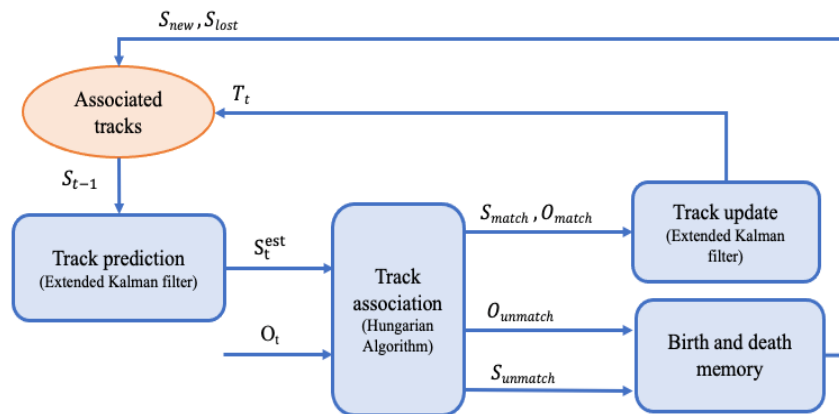 S_new, S_lost
Associated
tracks
T_t
S_{t-1}
Track prediction
(Extended Kalman filter)
S_t^est
O_t
Track
association
(Hungarian
Algorithm)
S_match, O_match
Track update
(Extended Kalman
filter)
O_unmatch
S_unmatch
Birth and death
memory